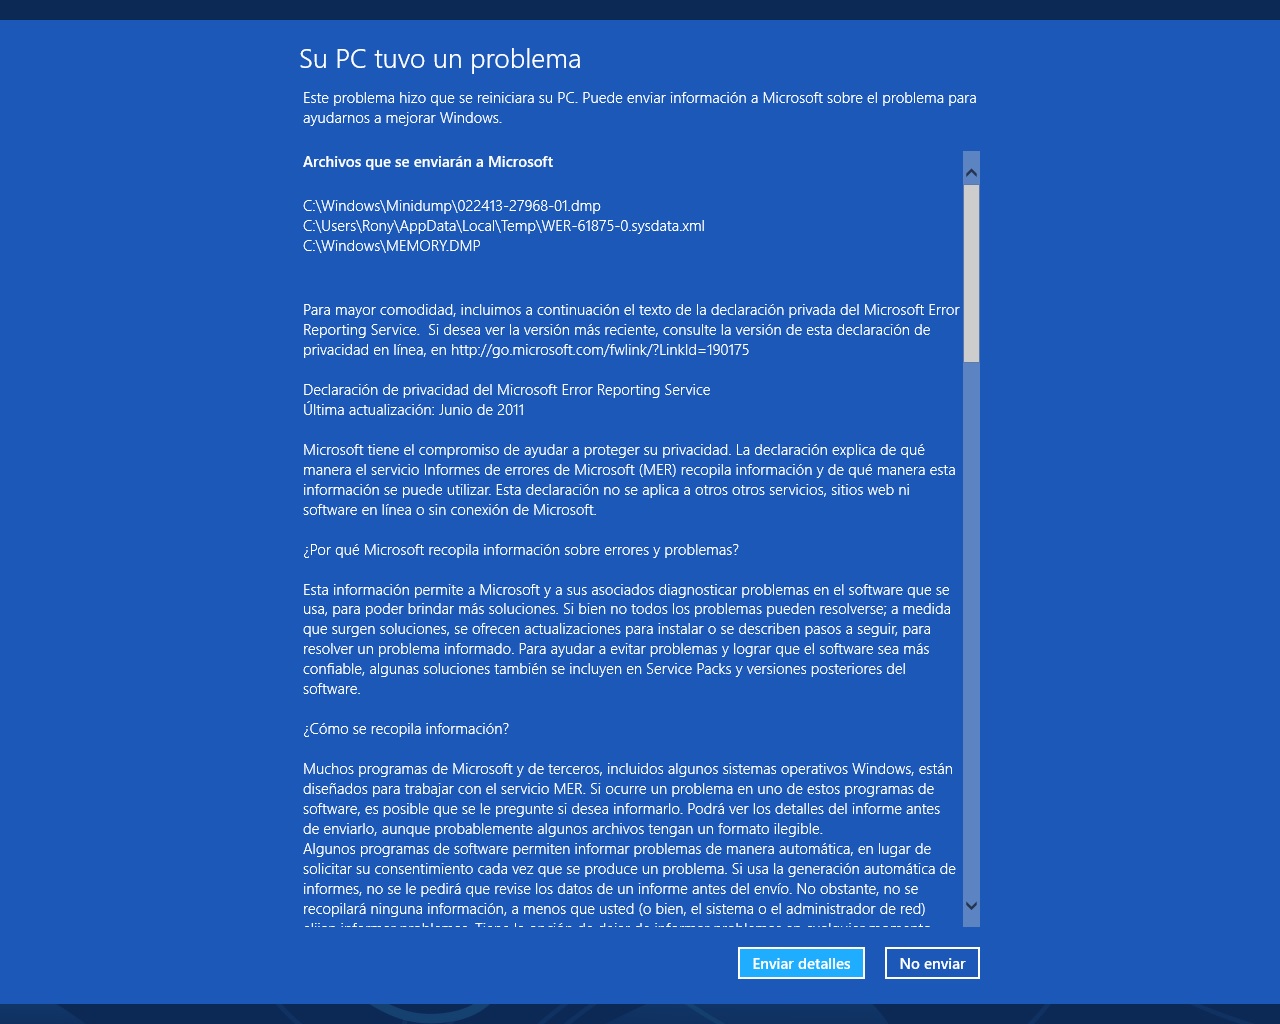 Su PC tuvo un problema
Este problema hizo que se reiniciara su PC. Puede enviar información a Microsoft sobre el problema para
ayudarnos a mejorar Windows.
Archivos que se enviarán a Microsoft
C:\Windows\Minidump\022413-27968-01.dmp
C:\Users\Rony\AppData\Local\Temp\WER-61875-0.sysdata.xml
C:\Windows\MEMORY.DMP
Para mayor comodidad, incluimos a continuación el texto de la declaración privada del Microsoft Error
Reporting Service.  Si desea ver la versión más reciente, consulte la versión de esta declaración de
privacidad en línea, en http://go.microsoft.com/fwlink/?LinkId=190175
Declaración de privacidad del Microsoft Error Reporting Service
Última actualización: Junio de 2011
Microsoft tiene el compromiso de ayudar a proteger su privacidad. La declaración explica de qué
manera el servicio Informes de errores de Microsoft (MER) recopila información y de qué manera esta
información se puede utilizar. Esta declaración no se aplica a otros otros servicios, sitios web ni
software en línea o sin conexión de Microsoft.
¿Por qué Microsoft recopila información sobre errores y problemas?
Esta información permite a Microsoft y a sus asociados diagnosticar problemas en el software que se
usa, para poder brindar más soluciones. Si bien no todos los problemas pueden resolverse; a medida
que surgen soluciones, se ofrecen actualizaciones para instalar o se describen pasos a seguir, para
resolver un problema informado. Para ayudar a evitar problemas y lograr que el software sea más
confiable, algunas soluciones también se incluyen en Service Packs y versiones posteriores del
software.
¿Cómo se recopila información?
Muchos programas de Microsoft y de terceros, incluidos algunos sistemas operativos Windows, están
diseñados para trabajar con el servicio MER. Si ocurre un problema en uno de estos programas de
software, es posible que se le pregunte si desea informarlo. Podrá ver los detalles del informe antes
de enviarlo, aunque probablemente algunos archivos tengan un formato ilegible.
Algunos programas de software permiten informar problemas de manera automática, en lugar de
solicitar su consentimiento cada vez que se produce un problema. Si usa la generación automática de
informes, no se le pedirá que revise los datos de un informe antes del envío. No obstante, no se
recopilará ninguna información, a menos que usted (o bien, el sistema o el administrador de red)
Enviar detalles
No enviar